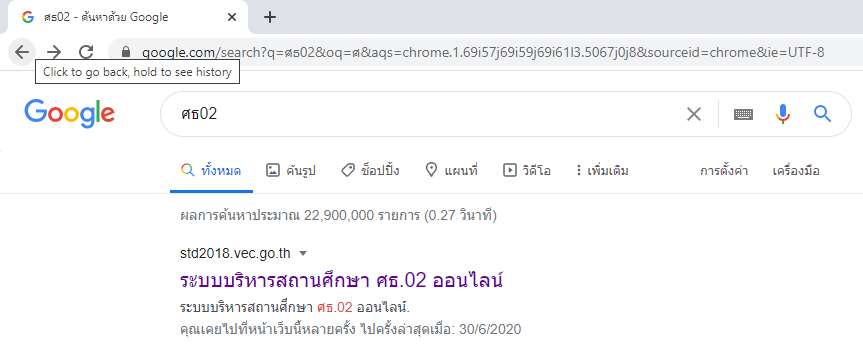 ศธ02 - ค้นหาด้วย Google
google.com/search?q=ศธ02&oq=ศ&aqs=chrome.1.69i57j69i59j69i61l3.5067j0j8&sourceid=chrome&ie=UTF-8
Click to go back, hold to see history
Google ศธ02
ทั้งหมด ค้นรูป ช็อปปิ้ง แผนที่ วิดีโอ เพิ่มเติม การตั้งค่า เครื่องมือ
ผลการค้นหาประมาณ 22,900,000 รายการ (0.27 วินาที)
std2018.vec.go.th
ระบบบริหารสถานศึกษา ศธ.02 ออนไลน์
ระบบบริหารสถานศึกษา ศธ.02 ออนไลน์.
คุณเคยไปที่หน้าเว็บนี้หลายครั้ง ไปครั้งล่าสุดเมื่อ: 30/6/2020